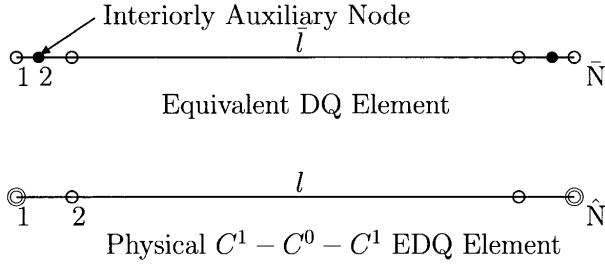 Interiorly Auxiliary Node
l̄
1 2 N̄
Equivalent DQ Element
l
1 2 N̂
Physical C¹ − C⁰ − C¹ EDQ Element